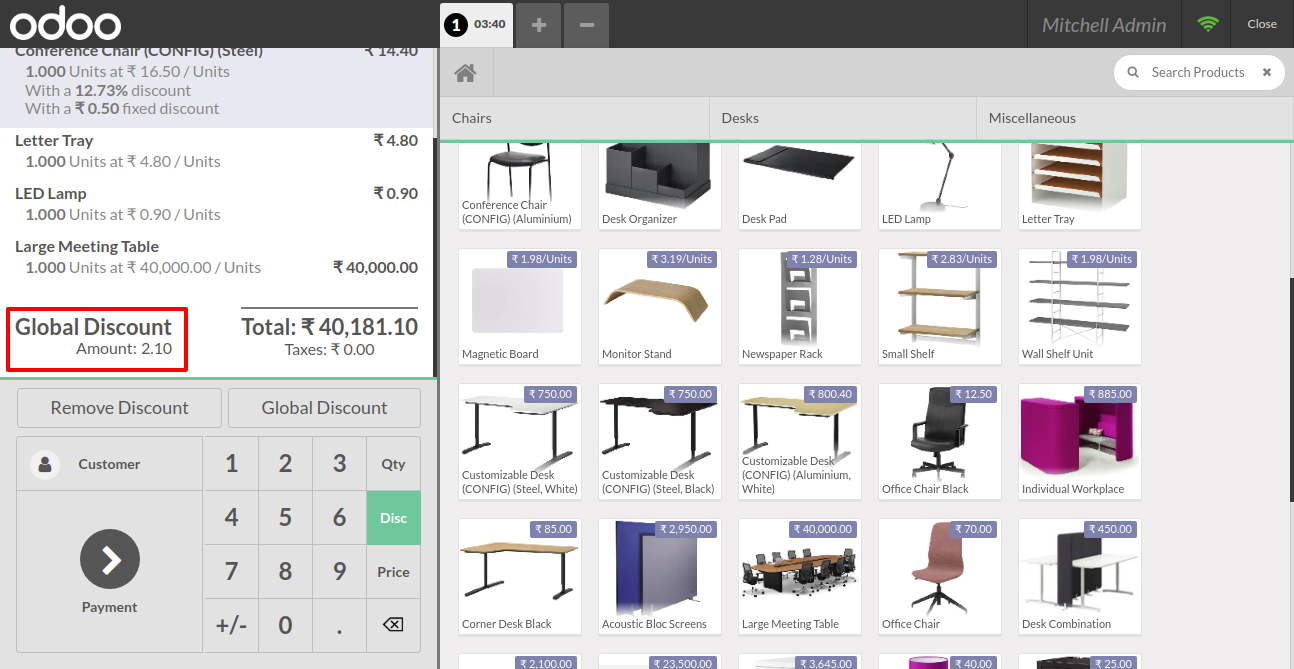 odoo
1 03:40
+
−
Mitchell Admin
Close
Conference Chair (CONFIG) (Steel) ₹ 14.40
1.000 Units at ₹ 16.50 / Units
With a 12.73% discount
With a ₹ 0.50 fixed discount
Letter Tray ₹ 4.80
1.000 Units at ₹ 4.80 / Units
LED Lamp ₹ 0.90
1.000 Units at ₹ 0.90 / Units
Large Meeting Table
1.000 Units at ₹ 40,000.00 / Units ₹ 40,000.00
Global Discount
Amount: 2.10
Total: ₹ 40,181.10
Taxes: ₹ 0.00
Remove Discount
Global Discount
Customer
1 2 3 Qty
4 5 6 Disc
7 8 9 Price
+/- 0 .
Payment
Search Products
Chairs
Desks
Miscellaneous
Conference Chair
(CONFIG) (Aluminium)
Desk Organizer
Desk Pad
LED Lamp
Letter Tray
₹ 1.98/Units
Magnetic Board
₹ 3.19/Units
Monitor Stand
₹ 1.28/Units
Newspaper Rack
₹ 2.83/Units
Small Shelf
₹ 1.98/Units
Wall Shelf Unit
₹ 750.00
Customizable Desk
(CONFIG) (Steel, White)
₹ 750.00
Customizable Desk
(CONFIG) (Steel, Black)
₹ 800.40
Customizable Desk
(CONFIG) (Aluminium,
White)
₹ 12.50
Office Chair Black
₹ 885.00
Individual Workplace
₹ 85.00
Corner Desk Black
₹ 2,950.00
Acoustic Bloc Screens
₹ 40,000.00
Large Meeting Table
₹ 70.00
Office Chair
₹ 450.00
Desk Combination
₹ 2,100.00
₹ 23,500.00
₹ 3,645.00
₹ 40.00
₹ 25.00